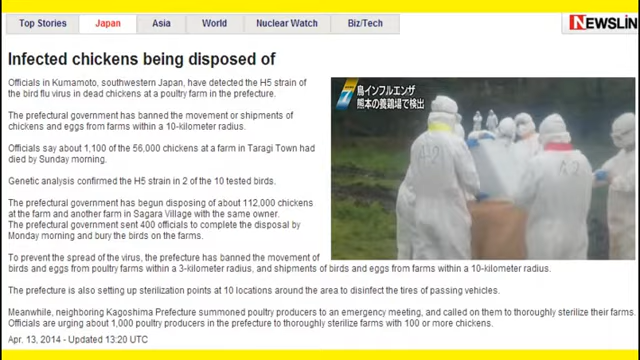 Top Stories
Japan
Asia
World
Nuclear Watch
Biz/Tech
NEWSLIN
Infected chickens being disposed of
Officials in Kumamoto, southwestern Japan, have detected the H5 strain of
the bird flu virus in dead chickens at a poultry farm in the prefecture.
The prefectural government has banned the movement or shipments of
chickens and eggs from farms within a 10-kilometer radius.
Officials say about 1,100 of the 56,000 chickens at a farm in Taragi Town had
died by Sunday morning.
Genetic analysis confirmed the H5 strain in 2 of the 10 tested birds.
The prefectural government has begun disposing of about 112,000 chickens
at the farm and another farm in Sagara Village with the same owner.
The prefectural government sent 400 officials to complete the disposal by
Monday morning and bury the birds on the farms.
To prevent the spread of the virus, the prefecture has banned the movement of
birds and eggs from poultry farms within a 3-kilometer radius, and shipments of birds and eggs from farms within a 10-kilometer radius.
The prefecture is also setting up sterilization points at 10 locations around the area to disinfect the tires of passing vehicles.
Meanwhile, neighboring Kagoshima Prefecture summoned poultry producers to an emergency meeting, and called on them to thoroughly sterilize their farms.
Officials are urging about 1,000 poultry producers in the prefecture to thoroughly sterilize farms with 100 or more chickens.
Apr. 13, 2014 - Updated 13:20 UTC
7
鳥インフルエンザ
熊本の養鶏場で検出
A-2